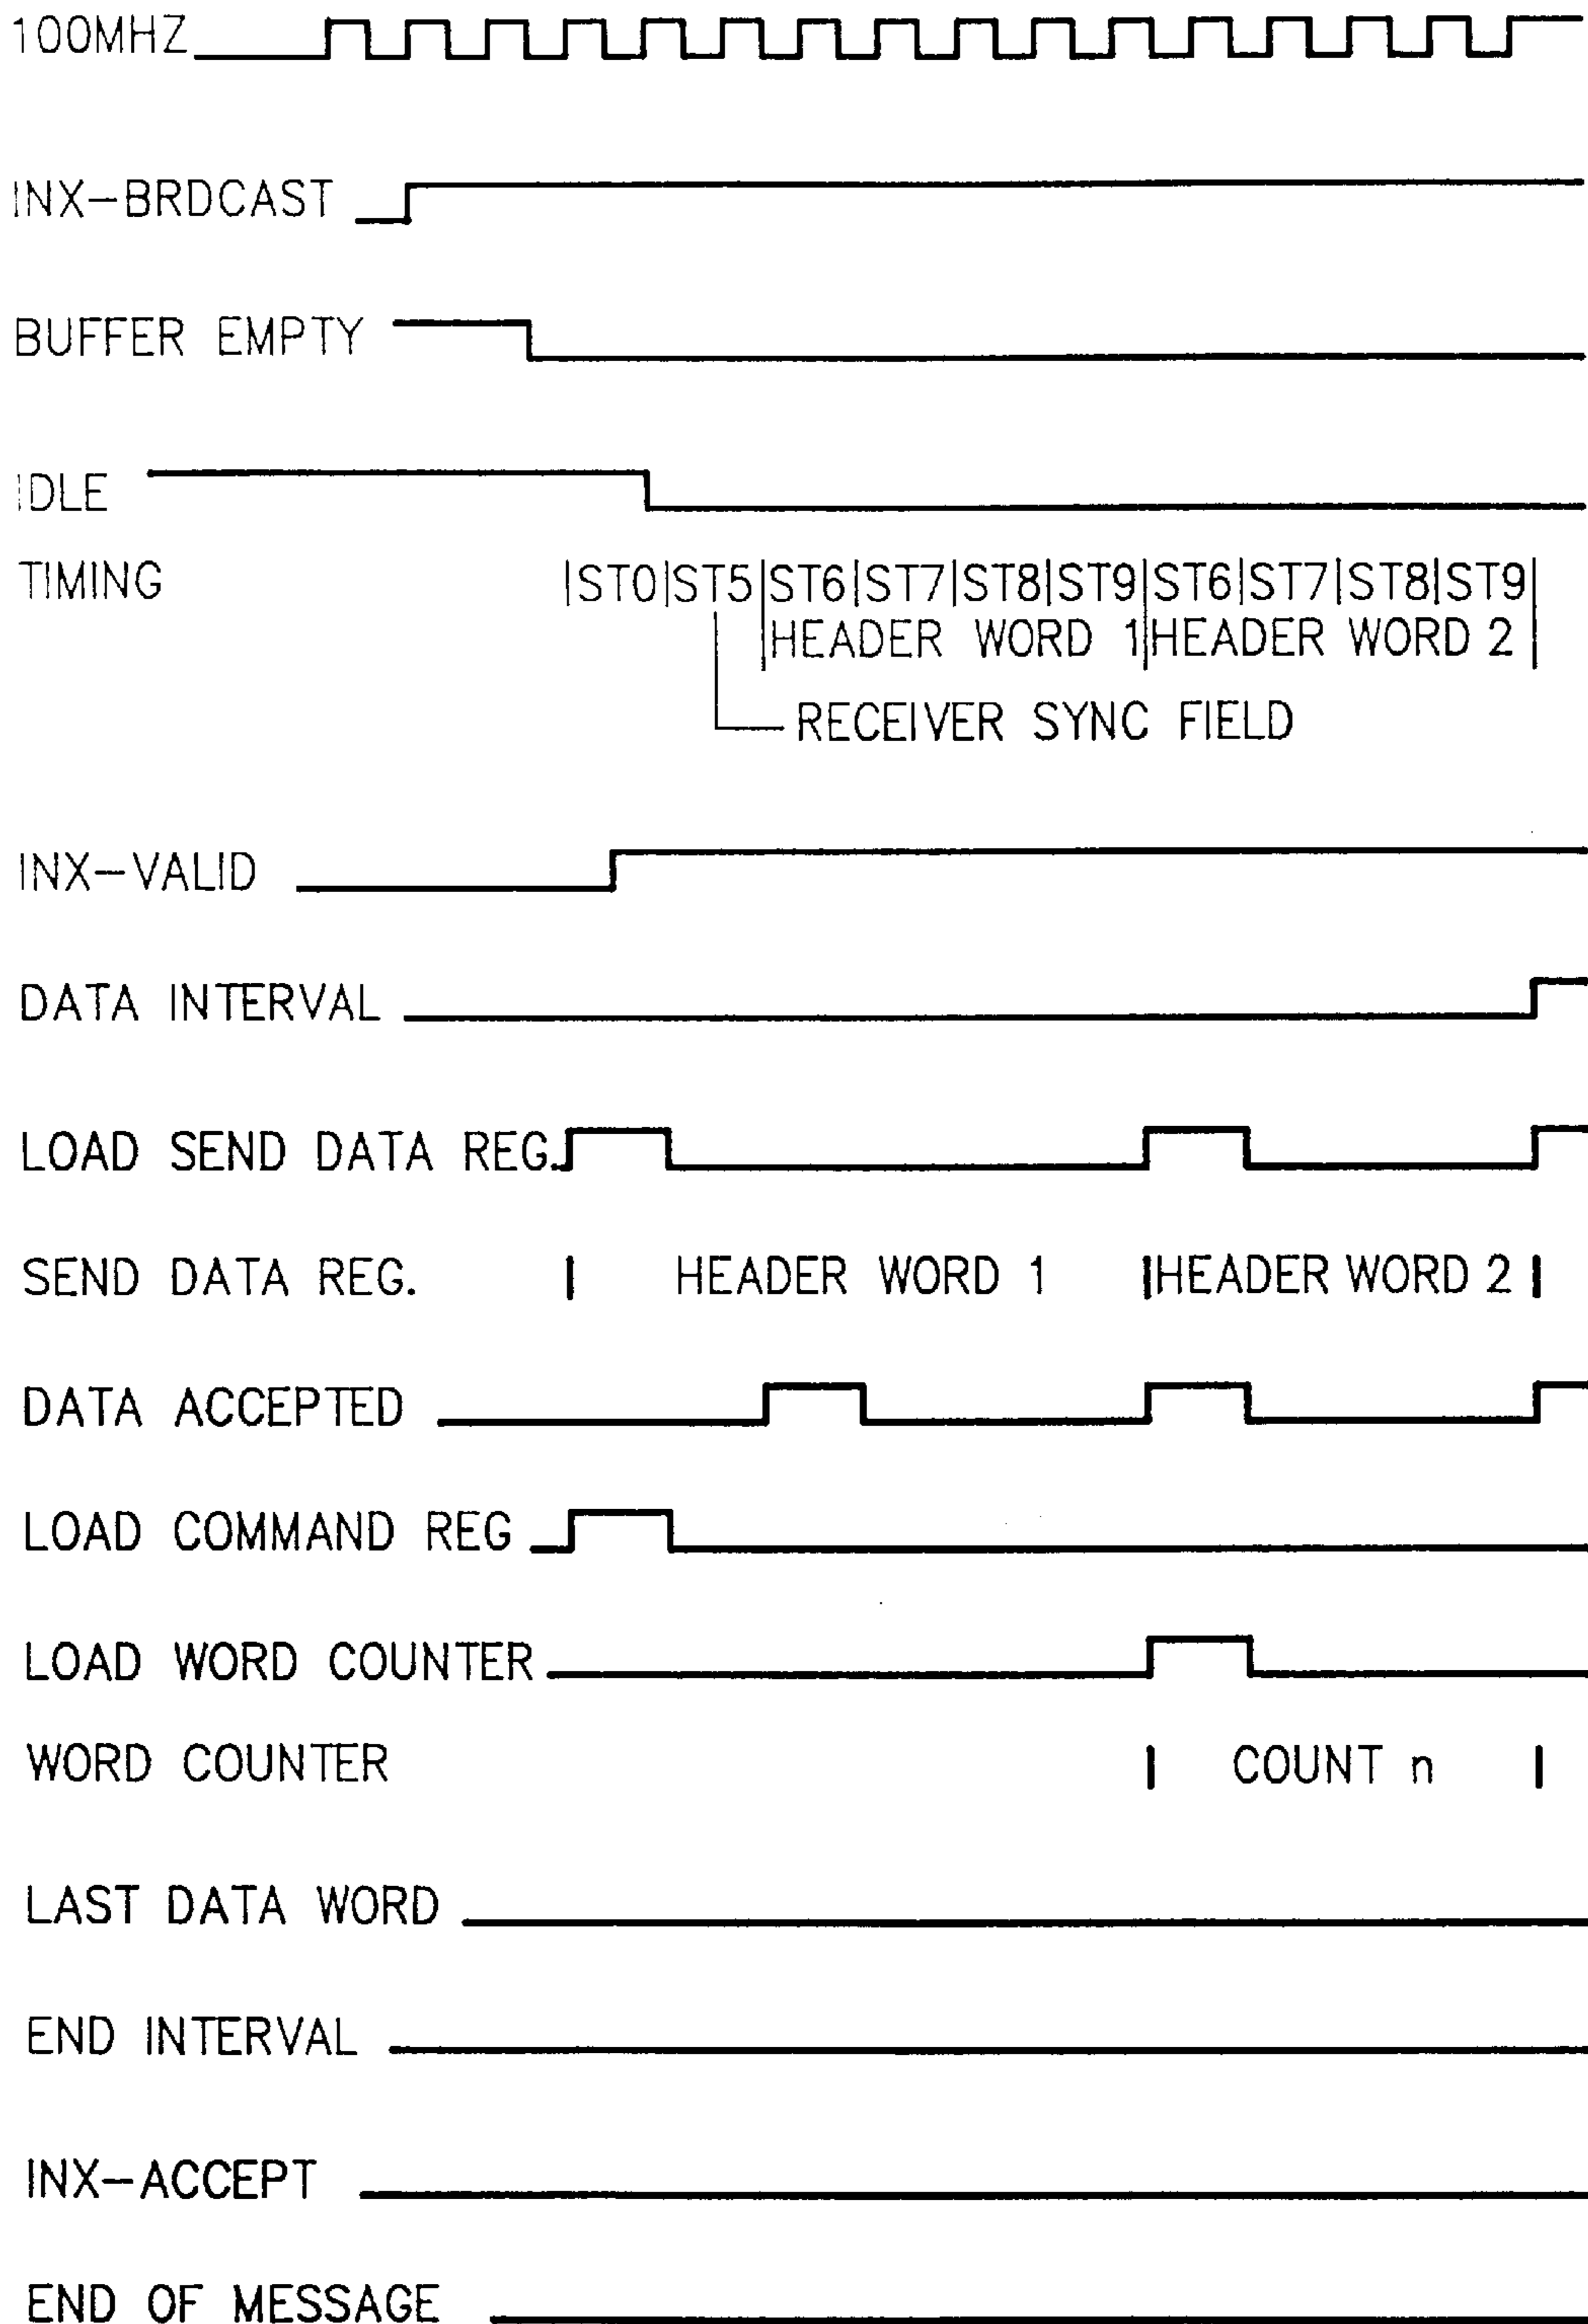 100MHZ
INX-BRDCAST
BUFFER EMPTY
IDLE
TIMING |ST0|ST5|ST6|ST7|ST8|ST9|ST6|ST7|ST8|ST9|
HEADER WORD 1|HEADER WORD 2
RECEIVER SYNC FIELD
INX-VALID
DATA INTERVAL
LOAD SEND DATA REG.
SEND DATA REG. | HEADER WORD 1 |HEADER WORD 2 |
DATA ACCEPTED
LOAD COMMAND REG
LOAD WORD COUNTER
WORD COUNTER | COUNT n |
LAST DATA WORD
END INTERVAL
INX-ACCEPT
END OF MESSAGE